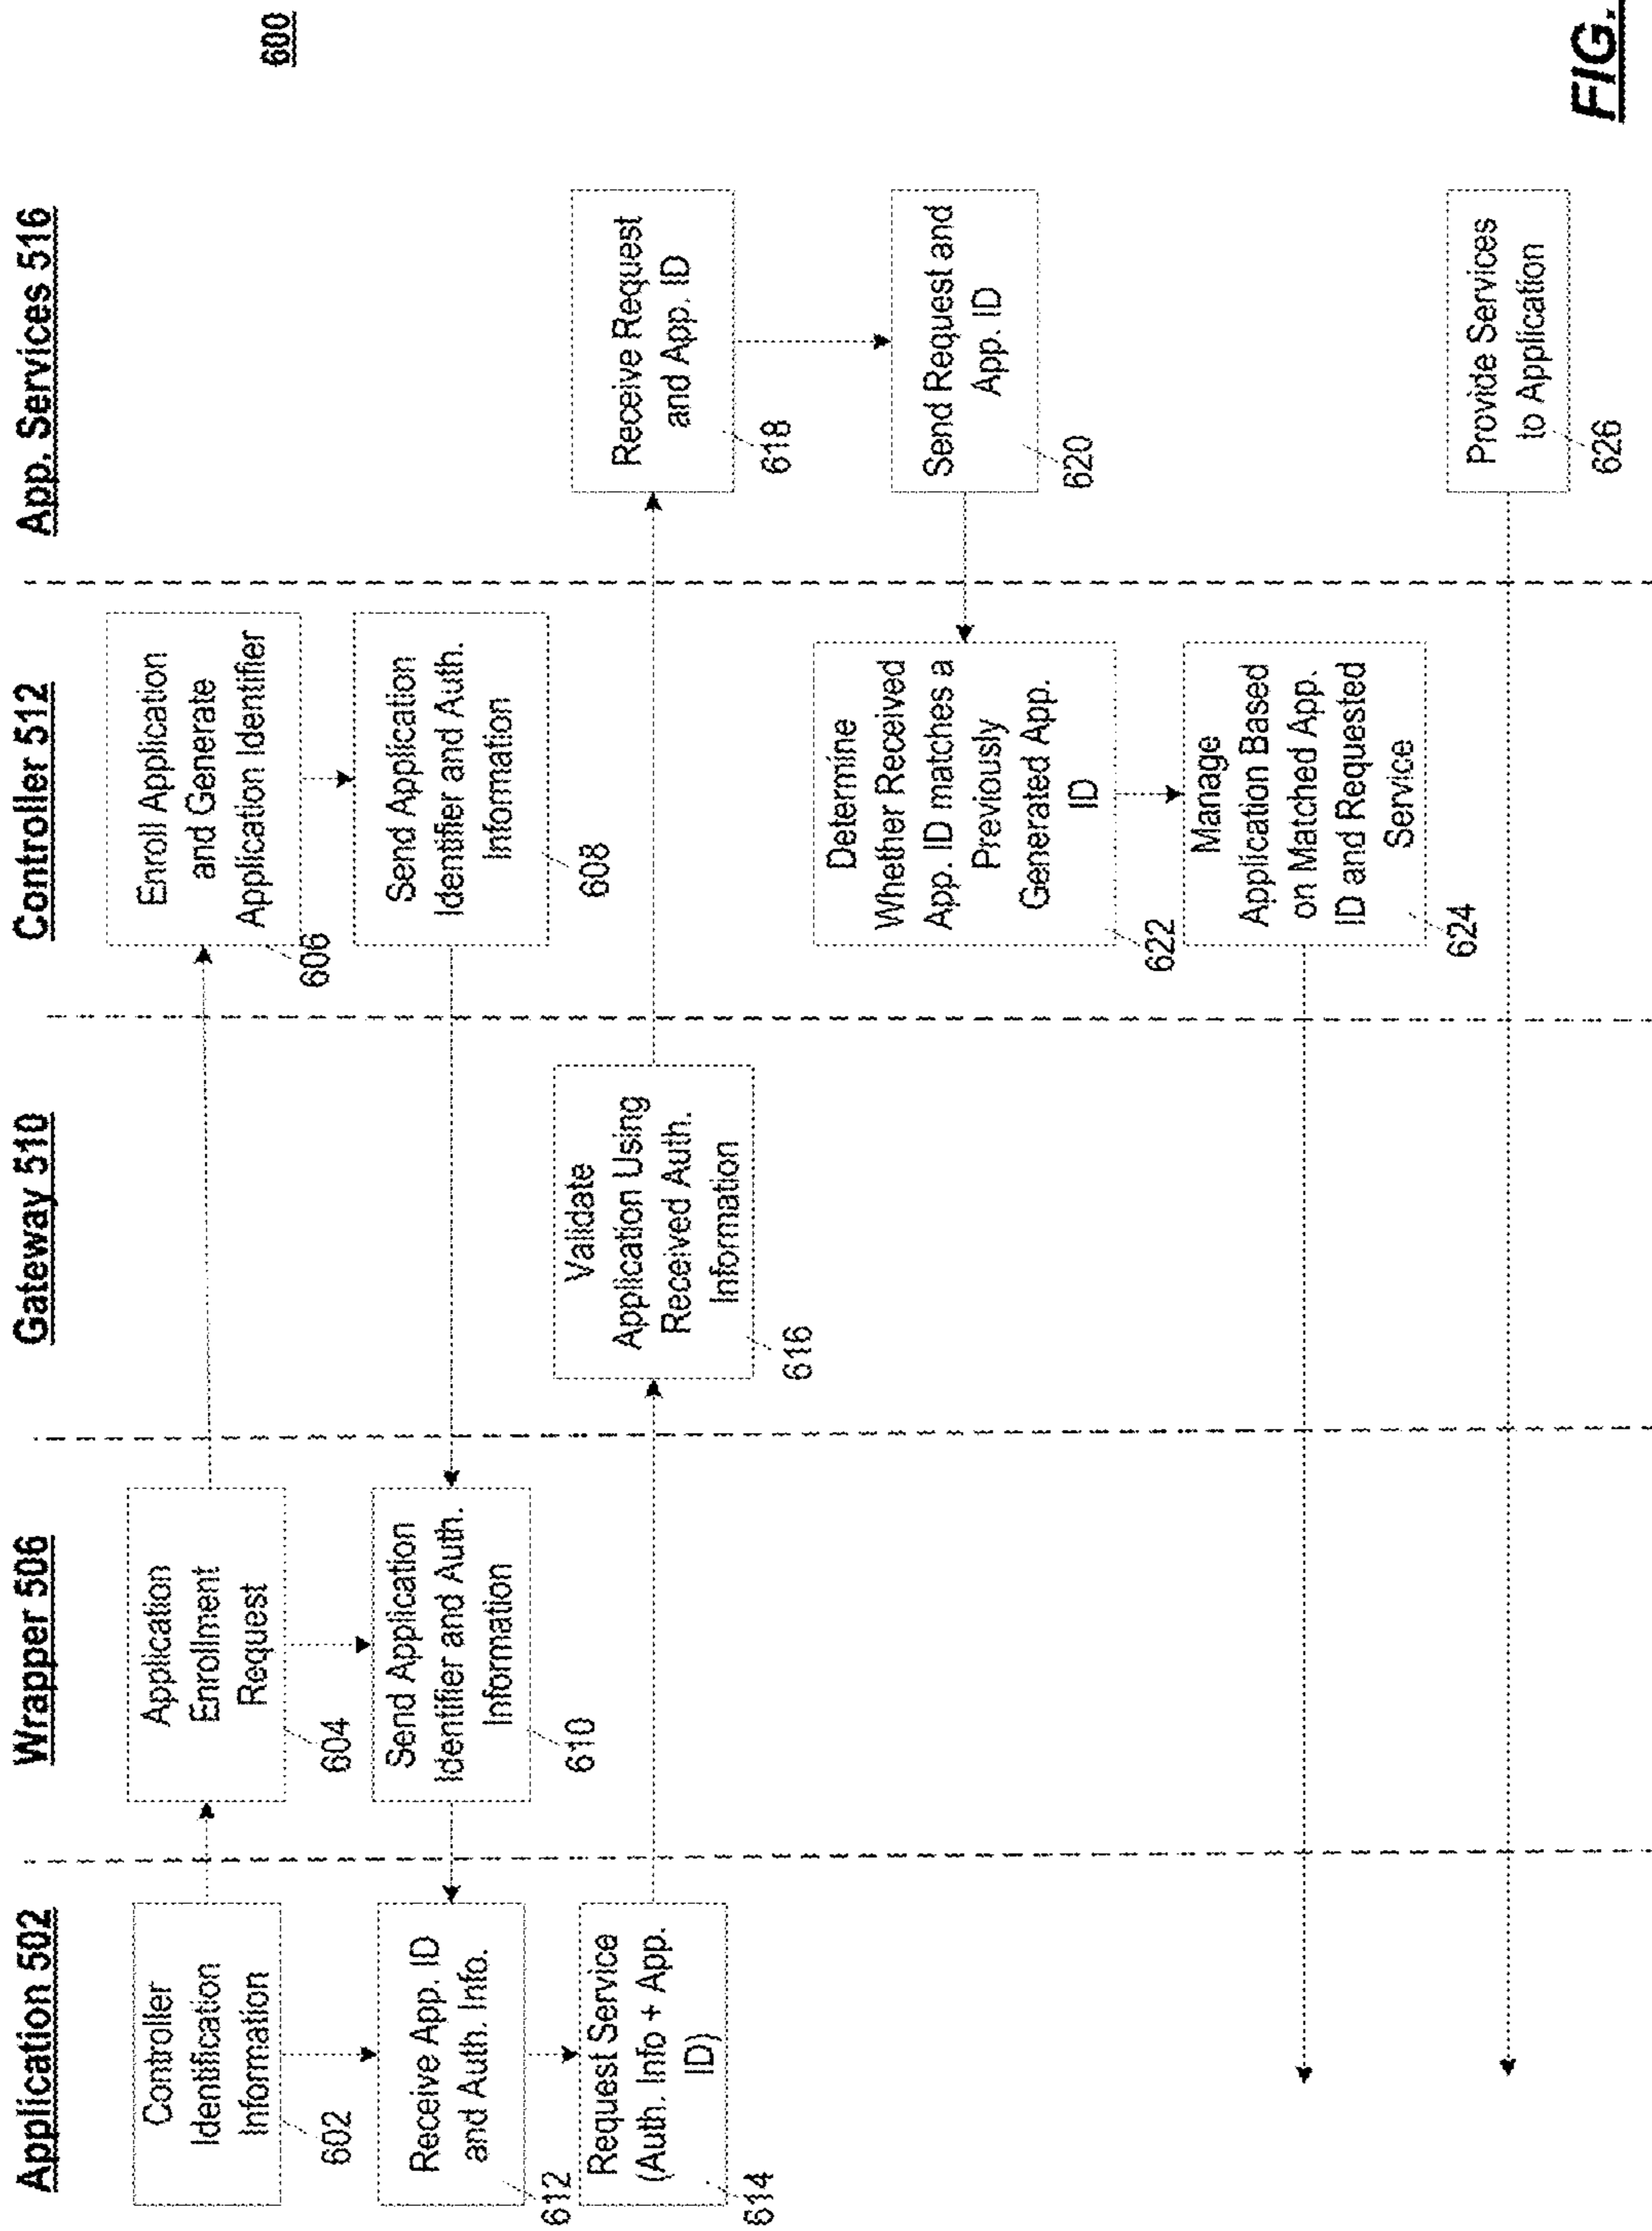 600
Application 502
Wrapper 506
Gateway 510
Controller 512
App. Services 516
Controller
Identification
Information
602
Application
Enrollment
Request
604
Enroll Application
and Generate
Application Identifier
606
Send Application
Identifier and Auth.
Information
608
Send Application
Identifier and Auth.
Information
610
Receive App. ID
and Auth. Info.
612
Request Service
(Auth. Info + App.
ID)
614
Validate
Application Using
Received Auth.
Information
616
Receive Request
and App. ID
618
Send Request and
App. ID
620
Determine
Whether Received
App. ID matches a
Previously
Generated App.
ID
622
Manage
Application Based
on Matched App.
ID and Requested
Service
624
Provide Services
to Application
626
FIG.